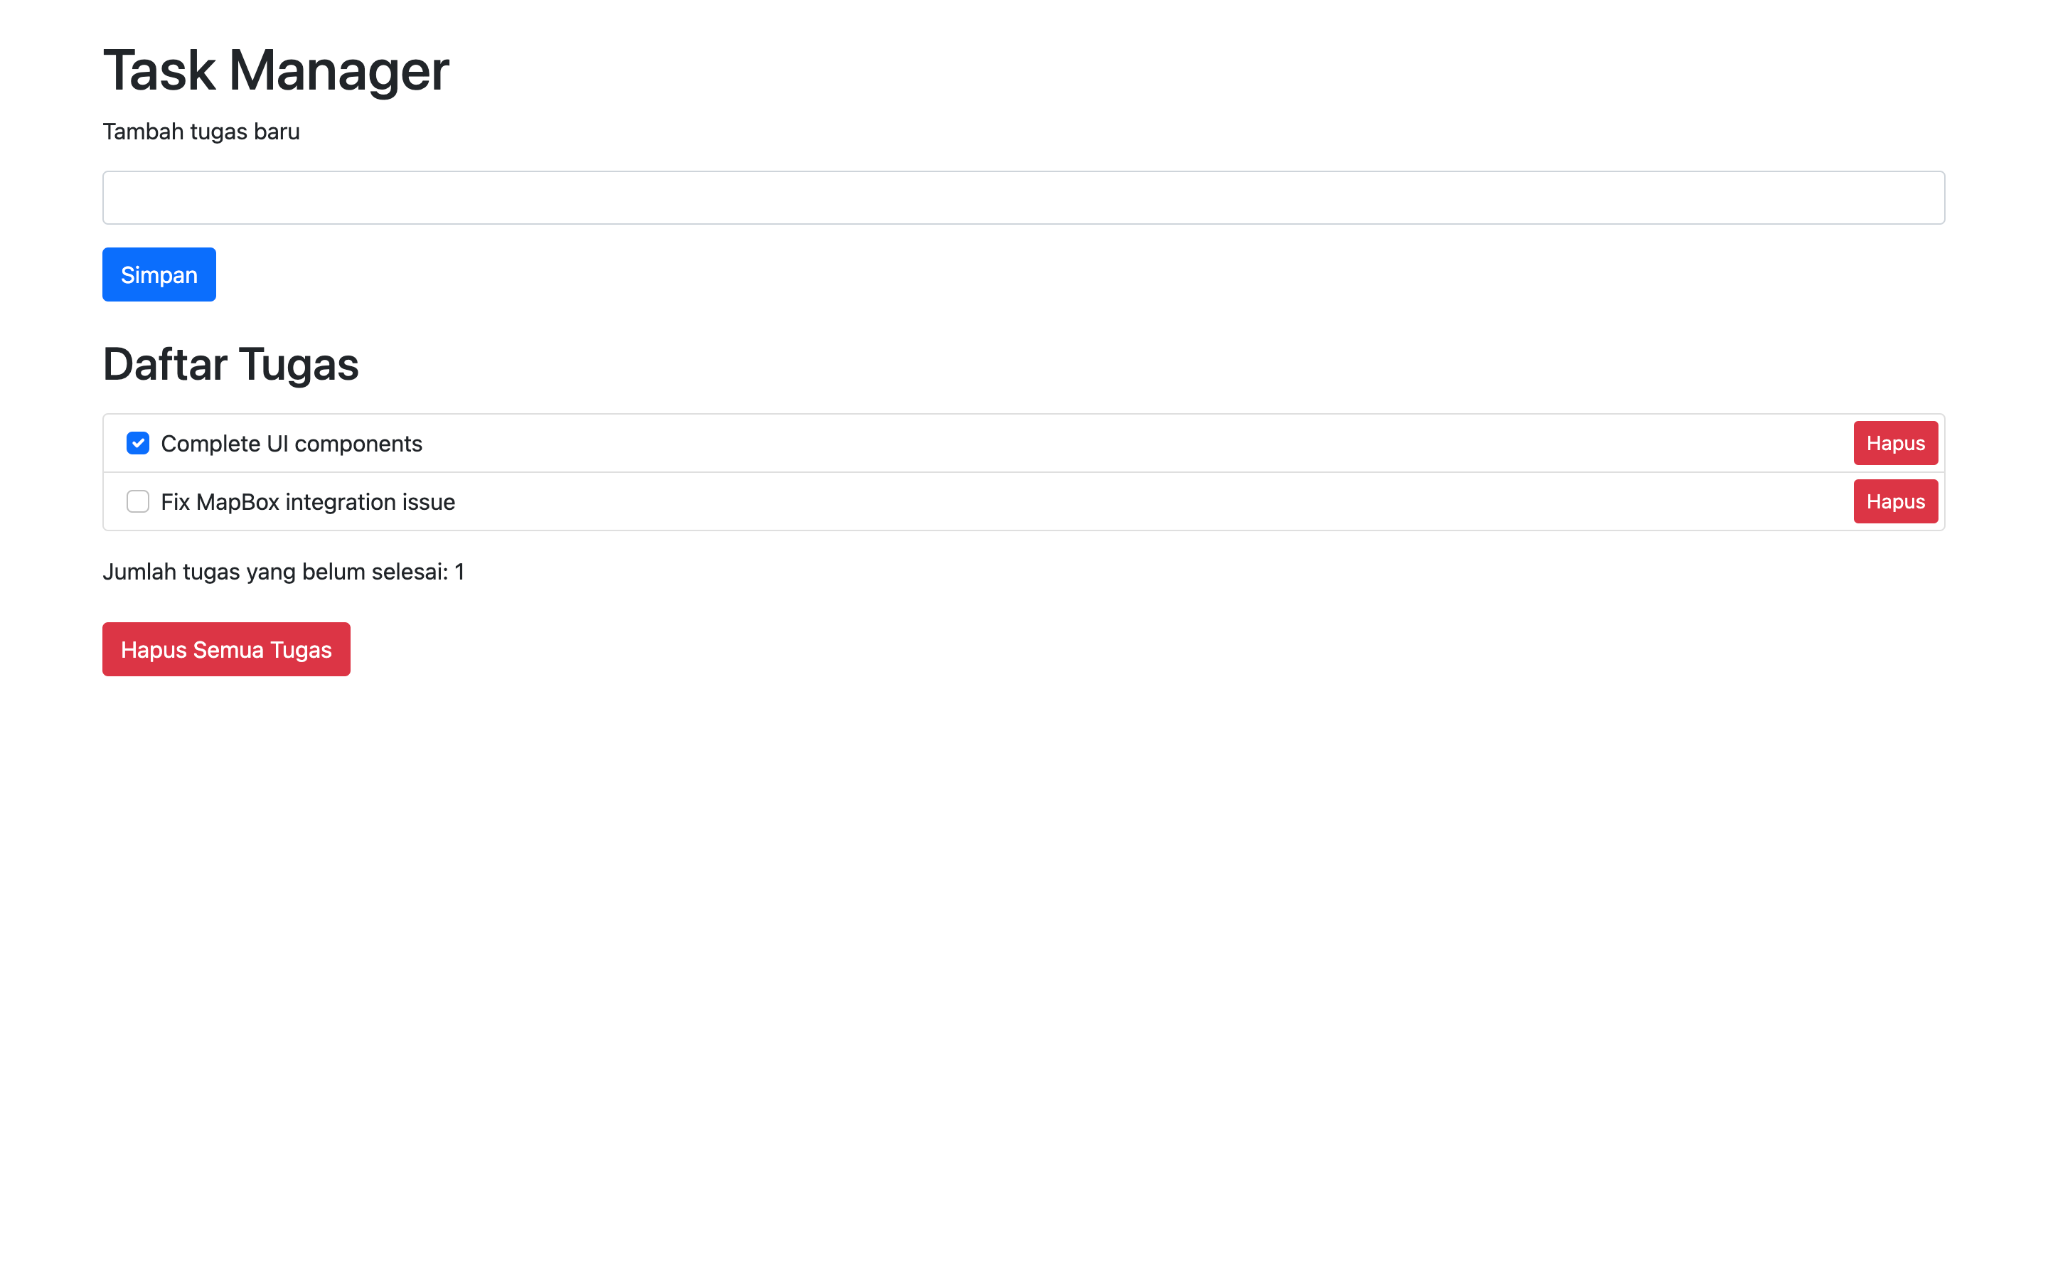 Task Manager
Tambah tugas baru
Simpan
Daftar Tugas
Complete UI components Hapus
Fix MapBox integration issue Hapus
Jumlah tugas yang belum selesai: 1
Hapus Semua Tugas